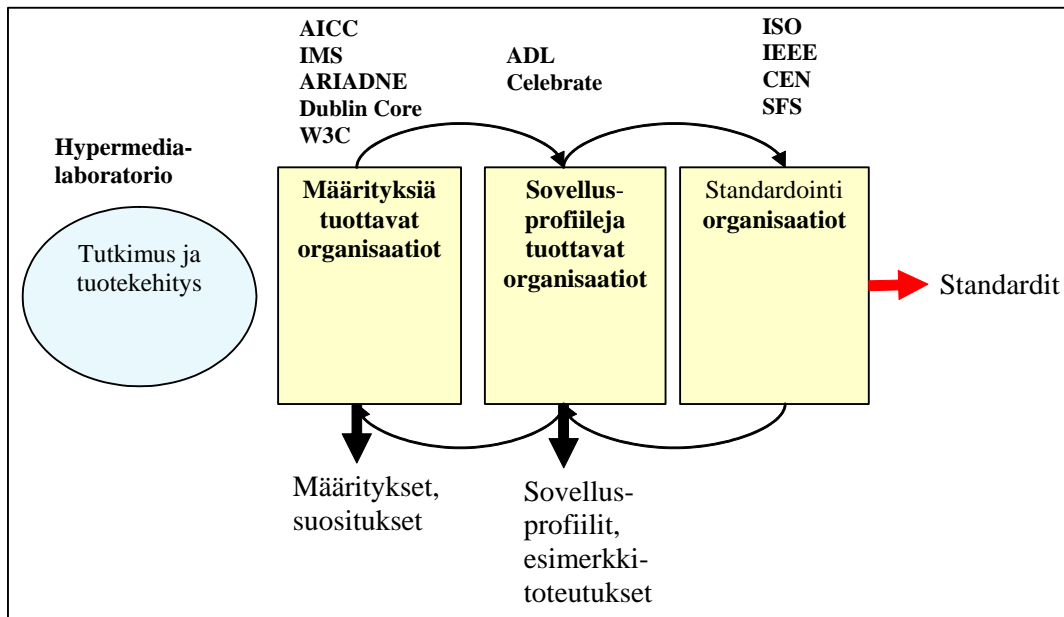 AICC
IMS
ARIADNE
Dublin Core
W3C
ADL
Celebrate
ISO
IEEE
CEN
SFS
Hypermedia-
laboratorio
Tutkimus ja
tuotekehitys
Määrityksiä
tuottavat
organisaatiot
Sovellus-
profiileja
tuottavat
organisaatiot
Standardointi
organisaatiot
Standardit
Määritykset,
suositukset
Sovellus-
profiilit,
esimerkki-
toteutukset